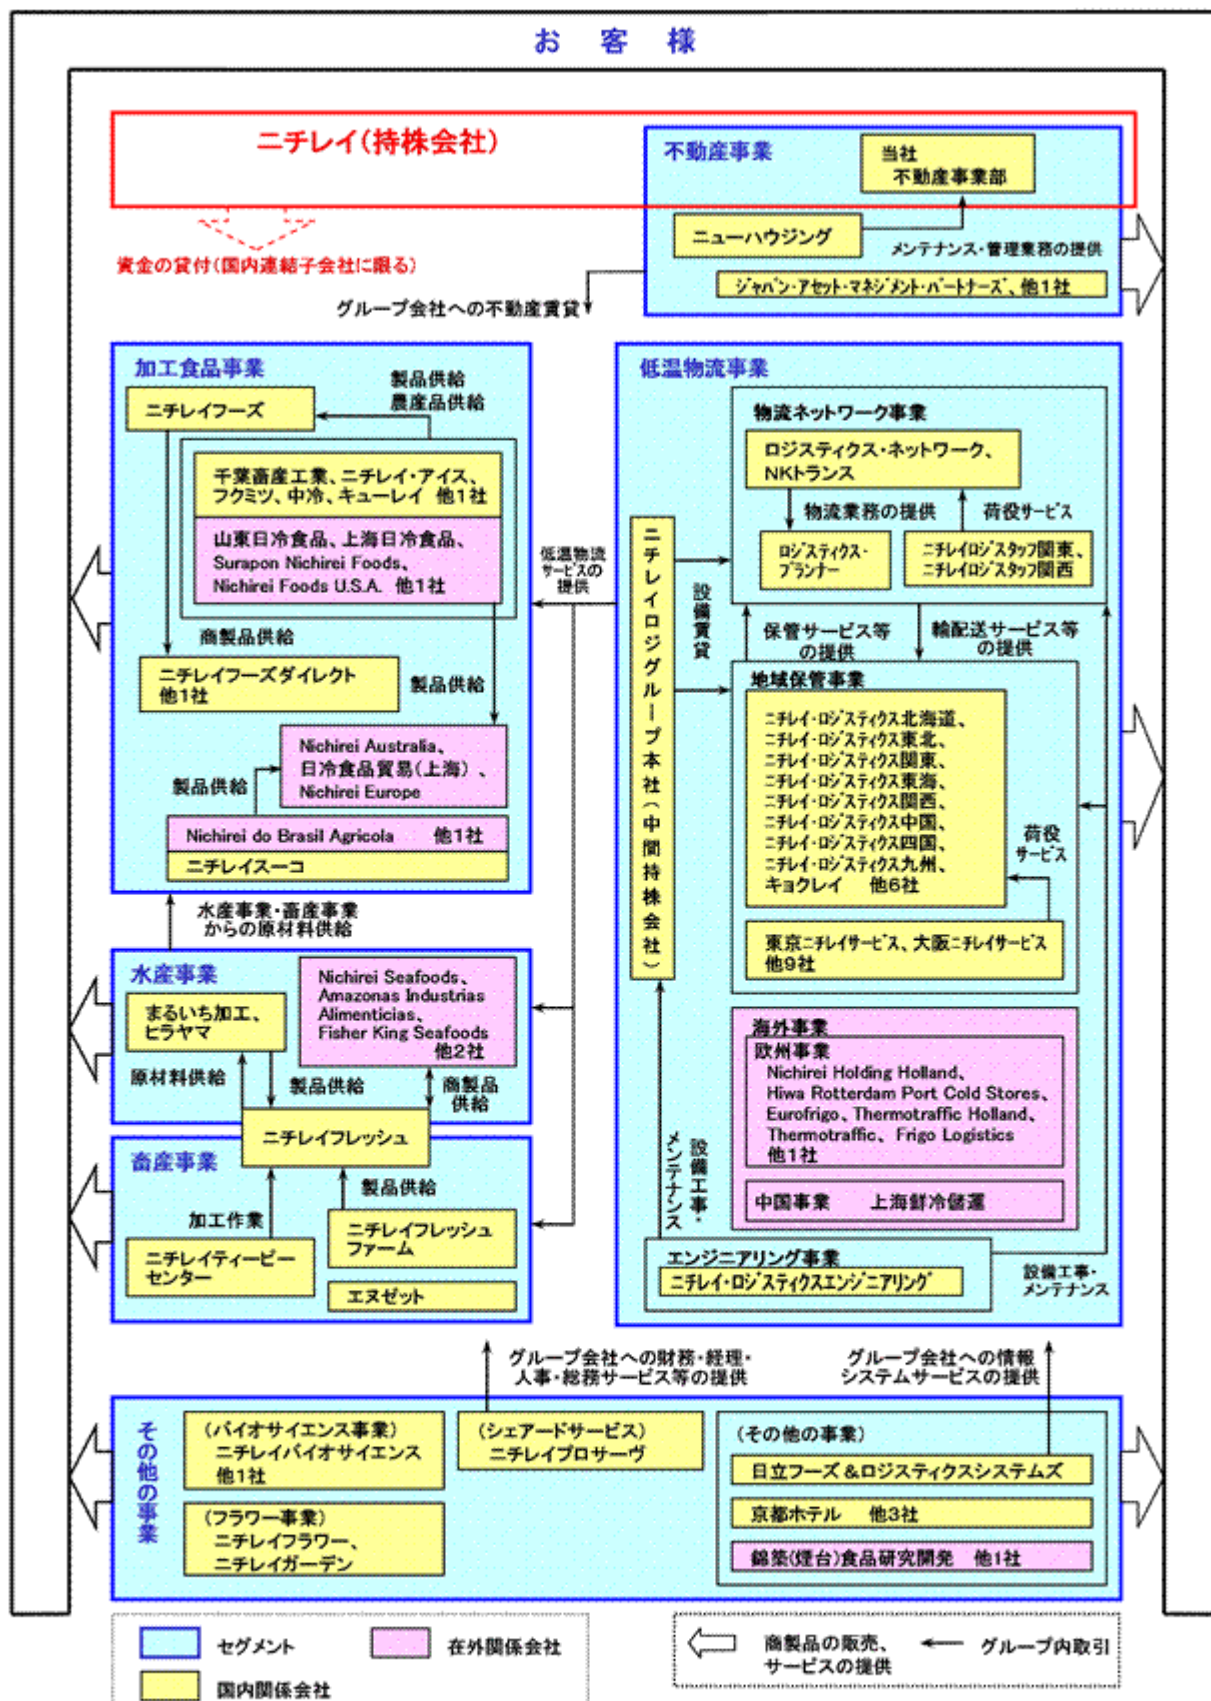 お 客 様
ニチレイ(持株会社)
不動産事業
当社
不動産事業部
ニューハウジング
メンテナンス・管理業務の提供
資金の貸付(国内連結子会社に限る)
ジャパン・アセット・マネジメント・パートナーズ、他1社
グループ会社への不動産賃貸
加工食品事業
製品供給
農産品供給
ニチレイフーズ
千葉畜産工業、ニチレイ・アイス、
フクミツ、中冷、キューレイ 他1社
山東日冷食品、上海日冷食品、
Surapon Nichirei Foods、
Nichirei Foods U.S.A. 他1社
商製品供給
ニチレイフーズダイレクト
他1社
製品供給
Nichirei Australia、
日冷食品貿易(上海)、
Nichirei Europe
製品供給
Nichirei do Brasil Agricola 他1社
ニチレイスーコ
水産事業・畜産事業
からの原材料供給
低温物流
サービスの
提供
低温物流事業
物流ネットワーク事業
ロジスティクス・ネットワーク、
NKトランス
物流業務の提供
荷役サービス
ロジスティクス・
プランナー
ニチレイロジスタッフ関東、
ニチレイロジスタッフ関西
ニチレイロジグループ本社(中間持株会社)
設備賃貸
保管サービス等
の提供
輸配送サービス等
の提供
地域保管事業
ニチレイ・ロジスティクス北海道、
ニチレイ・ロジスティクス東北、
ニチレイ・ロジスティクス関東、
ニチレイ・ロジスティクス東海、
ニチレイ・ロジスティクス関西、
ニチレイ・ロジスティクス中国、
ニチレイ・ロジスティクス四国、
ニチレイ・ロジスティクス九州、
キョクレイ 他6社
荷役
サービス
東京ニチレイサービス、大阪ニチレイサービス
他9社
海外事業
欧州事業
Nichirei Holding Holland、
Hiwa Rotterdam Port Cold Stores、
Eurofrigo、Thermotraffic Holland、
Thermotraffic、Frigo Logistics
他1社
中国事業 上海鮮冷儲運
設備工事・
メンテナンス
エンジニアリング事業
ニチレイ・ロジスティクスエンジニアリング
設備工事・
メンテナンス
水産事業
まるいち加工、
ヒラヤマ
Nichirei Seafoods、
Amazonas Industrias
Alimenticias、
Fisher King Seafoods
他2社
原材料供給
製品供給
商製品
供給
ニチレイフレッシュ
畜産事業
製品供給
加工作業
ニチレイフレッシュ
ファーム
ニチレイティーピー
センター
エヌゼット
グループ会社への財務・経理・
人事・総務サービス等の提供
グループ会社への情報
システムサービスの提供
その他の事業
(バイオサイエンス事業)
ニチレイバイオサイエンス
他1社
(フラワー事業)
ニチレイフラワー、
ニチレイガーデン
(シェアードサービス)
ニチレイプロサーヴ
(その他の事業)
日立フーズ&ロジスティクスシステムズ
京都ホテル 他3社
錦築(煙台)食品研究開発 他1社
セグメント
在外関係会社
国内関係会社
商製品の販売、
サービスの提供
グループ内取引